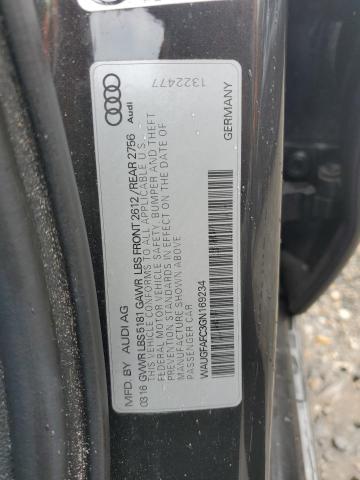 1322477
GERMANY
Audi
MFD. BY AUDI AG
03 16 GVWR LBS 5181 GAWR LBS FRONT 2612 / REAR 2756
THIS VEHICLE CONFORMS TO ALL APPLICABLE U.S.
FEDERAL MOTOR VEHICLE SAFETY, BUMPER AND THEFT
PREVENTION STANDARDS IN EFFECT ON THE DATE OF
MANUFACTURE SHOWN ABOVE.
WAUGFAFC3GN169234
PASSENGER CAR